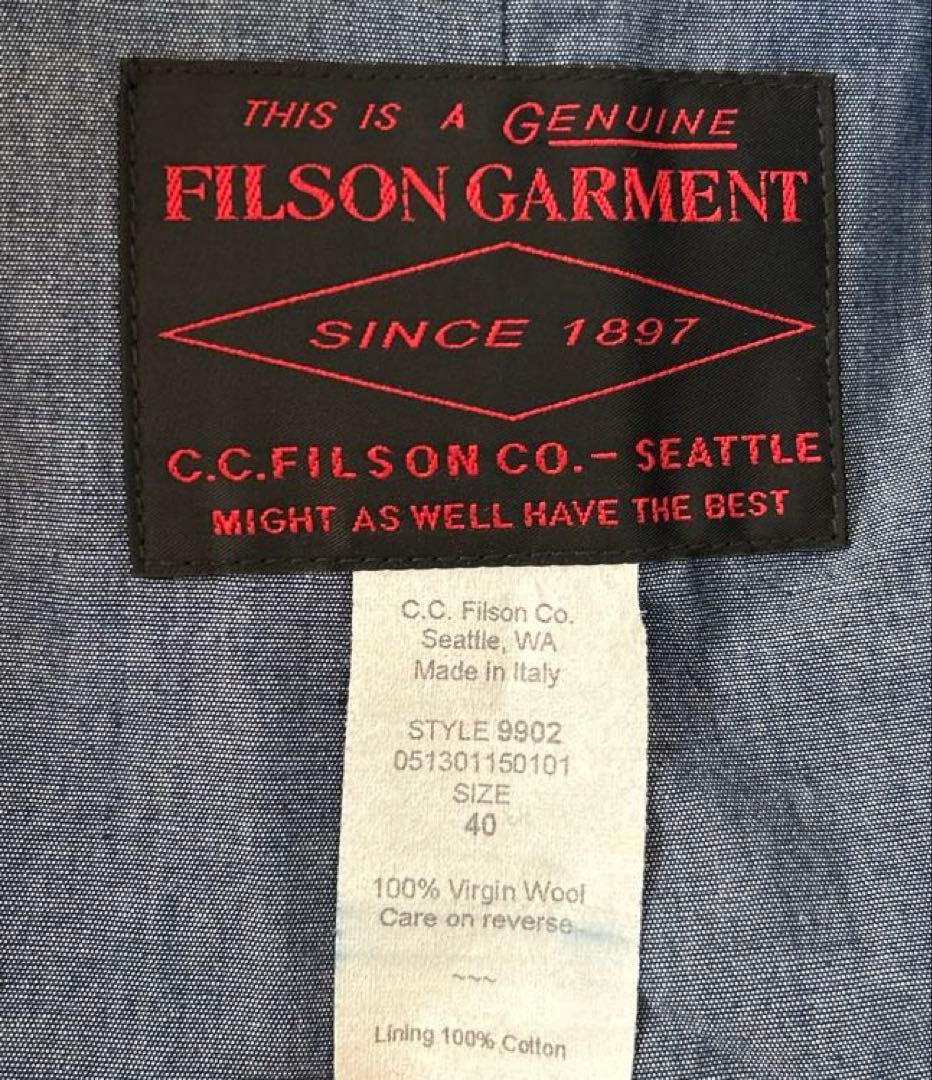 THIS IS A GENUINE
FILSON GARMENT
SINCE 1897
C.C.FILSON CO.– SEATTLE
MIGHT AS WELL HAVE THE BEST
C.C. Filson Co.
Seattle, WA
Made in Italy
STYLE 9902
051301150101
SIZE
40
100% Virgin Wool
Care on reverse
~~~
Lining 100% Cotton